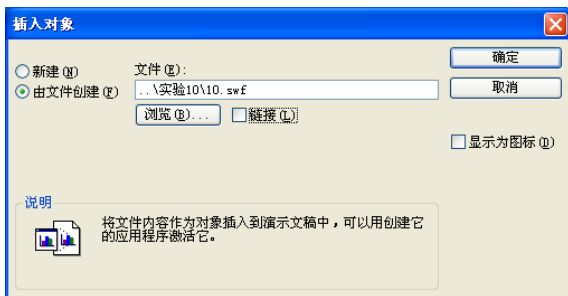 插入对象
新建(N)
文件(E):
确定
由文件创建(F)
..\实验10\10.swf
取消
浏览(B)...
链接(L)
显示为图标(D)
说明
将文件内容作为对象插入到演示文稿中，可以用创建它
的应用程序激活它。